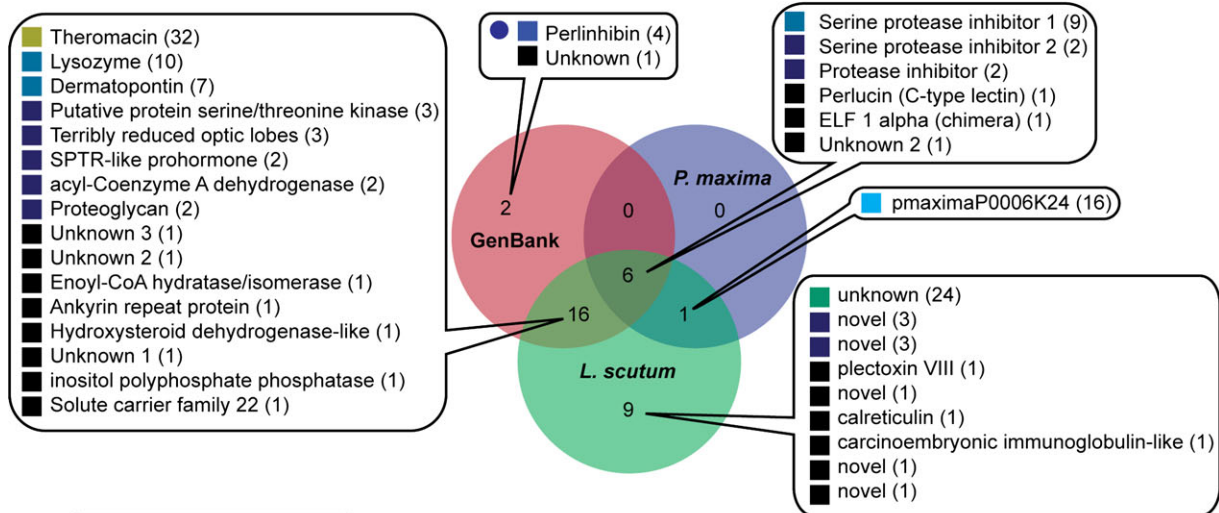 Theromacin (32)
Lysozyme (10)
Dermatopontin (7)
Putative protein serine/threonine kinase (3)
Terribly reduced optic lobes (3)
SPTR-like prohormone (2)
acyl-Coenzyme A dehydrogenase (2)
Proteoglycan (2)
Unknown 3 (1)
Unknown 2 (1)
Enoyl-CoA hydratase/isomerase (1)
Ankyrin repeat protein (1)
Hydroxysteroid dehydrogenase-like (1)
Unknown 1 (1)
inositol polyphosphate phosphatase (1)
Solute carrier family 22 (1)
Perlinhibin (4)
Unknown (1)
Serine protease inhibitor 1 (9)
Serine protease inhibitor 2 (2)
Protease inhibitor (2)
Perlucin (C-type lectin) (1)
ELF 1 alpha (chimera) (1)
Unknown 2 (1)
P. maxima
2
0
0
GenBank
6
16
1
L. scutum
9
pmaximaP0006K24 (16)
unknown (24)
novel (3)
novel (3)
plectoxin VIII (1)
novel (1)
calreticulin (1)
carcinoembryonic immunoglobulin-like (1)
novel (1)
novel (1)